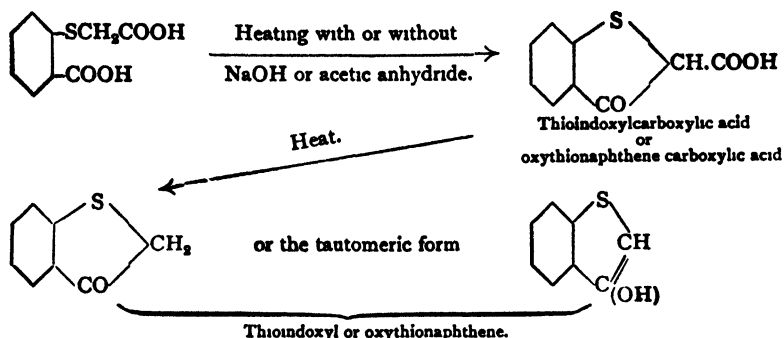 SCH₂COOH
COOH
Heating with or without
NaOH or acetic anhydride.
S
CH.COOH
CO
Thioindoxylcarboxylic acid
or
oxythionaphthene carboxylic acid
Heat.
S
CH₂
CO
or the tautomeric form
S
CH
C(OH)
Thioindoxyl or oxythionaphthene.